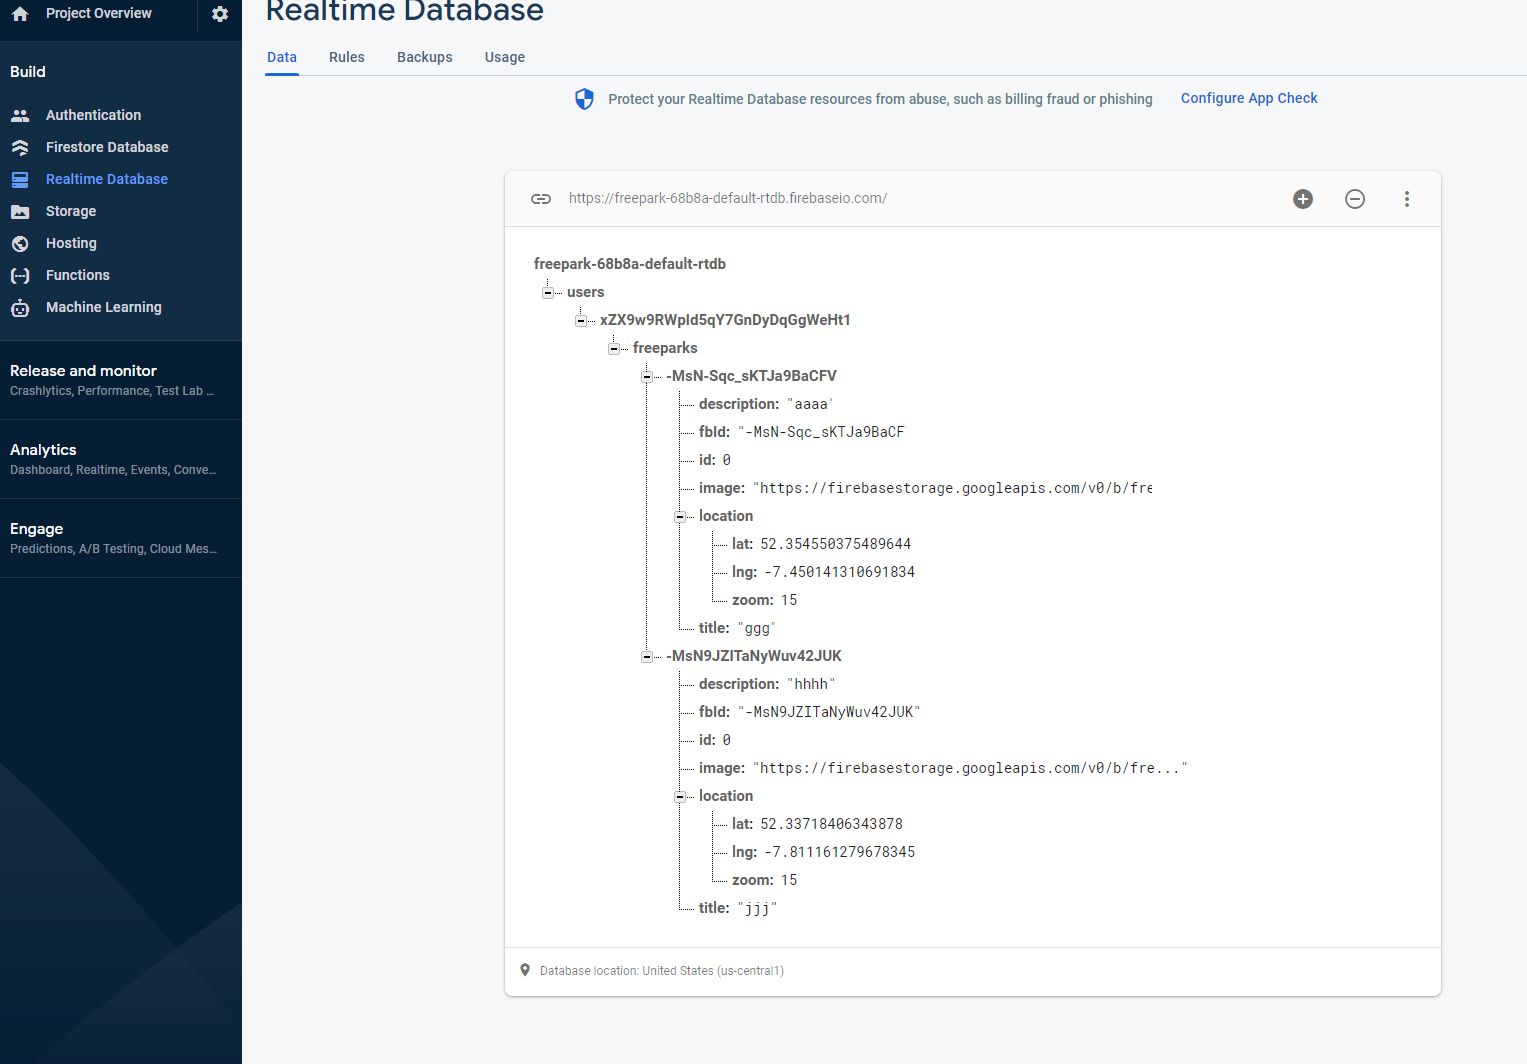 Project Overview
Build
Authentication
Firestore Database
Realtime Database
Storage
Hosting
Functions
Machine Learning
Release and monitor
Crashlytics, Performance, Test Lab ...
Analytics
Dashboard, Realtime, Events, Conve...
Engage
Predictions, A/B Testing, Cloud Mes...
Realtime Database
Data Rules Backups Usage
Protect your Realtime Database resources from abuse, such as billing fraud or phishing Configure App Check
https://freepark-68b8a-default-rtdb.firebaseio.com/
freepark-68b8a-default-rtdb
users
xZX9w9RWpId5qY7GnDyDqGgWeHt1
freeparks
-MsN-Sqc_sKTJa9BaCFV
description: "aaaa"
fbId: "-MsN-Sqc_sKTJa9BaCF
id: 0
image: "https://firebasestorage.googleapis.com/v0/b/fre
location
lat: 52.354550375489644
lng: -7.450141310691834
zoom: 15
title: "ggg"
-MsN9JZITaNyWuv42JUK
description: "hhhh"
fbId: "-MsN9JZITaNyWuv42JUK"
id: 0
image: "https://firebasestorage.googleapis.com/v0/b/fre..."
location
lat: 52.33718406343878
lng: -7.811161279678345
zoom: 15
title: "jjj"
Database location: United States (us-central1)